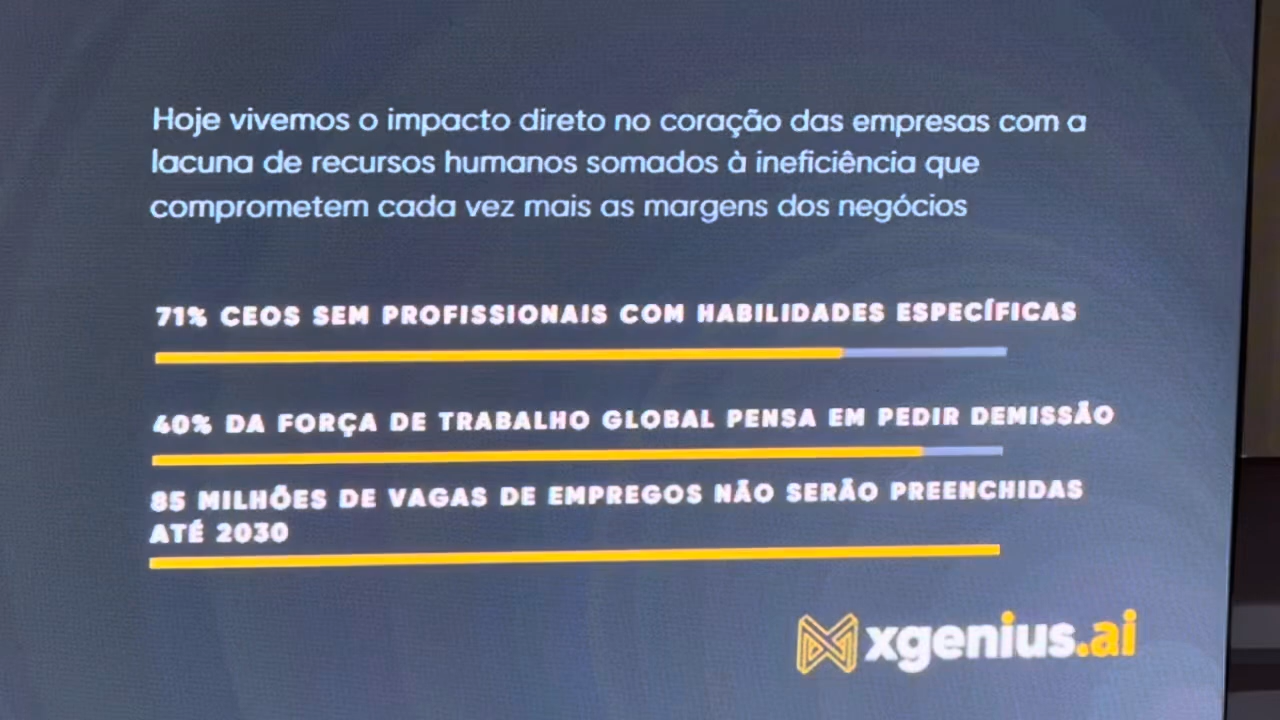 Hoje vivemos o impacto direto no coração das empresas com a
lacuna de recursos humanos somados à ineficiência que
comprometem cada vez mais as margens dos negócios
71% CEOS SEM PROFISSIONAIS COM HABILIDADES ESPECÍFICAS
40% DA FORÇA DE TRABALHO GLOBAL PENSA EM PEDIR DEMISSÃO
85 MILHÕES DE VAGAS DE EMPREGOS NÃO SERÃO PREENCHIDAS
ATÉ 2030
xgenius.ai